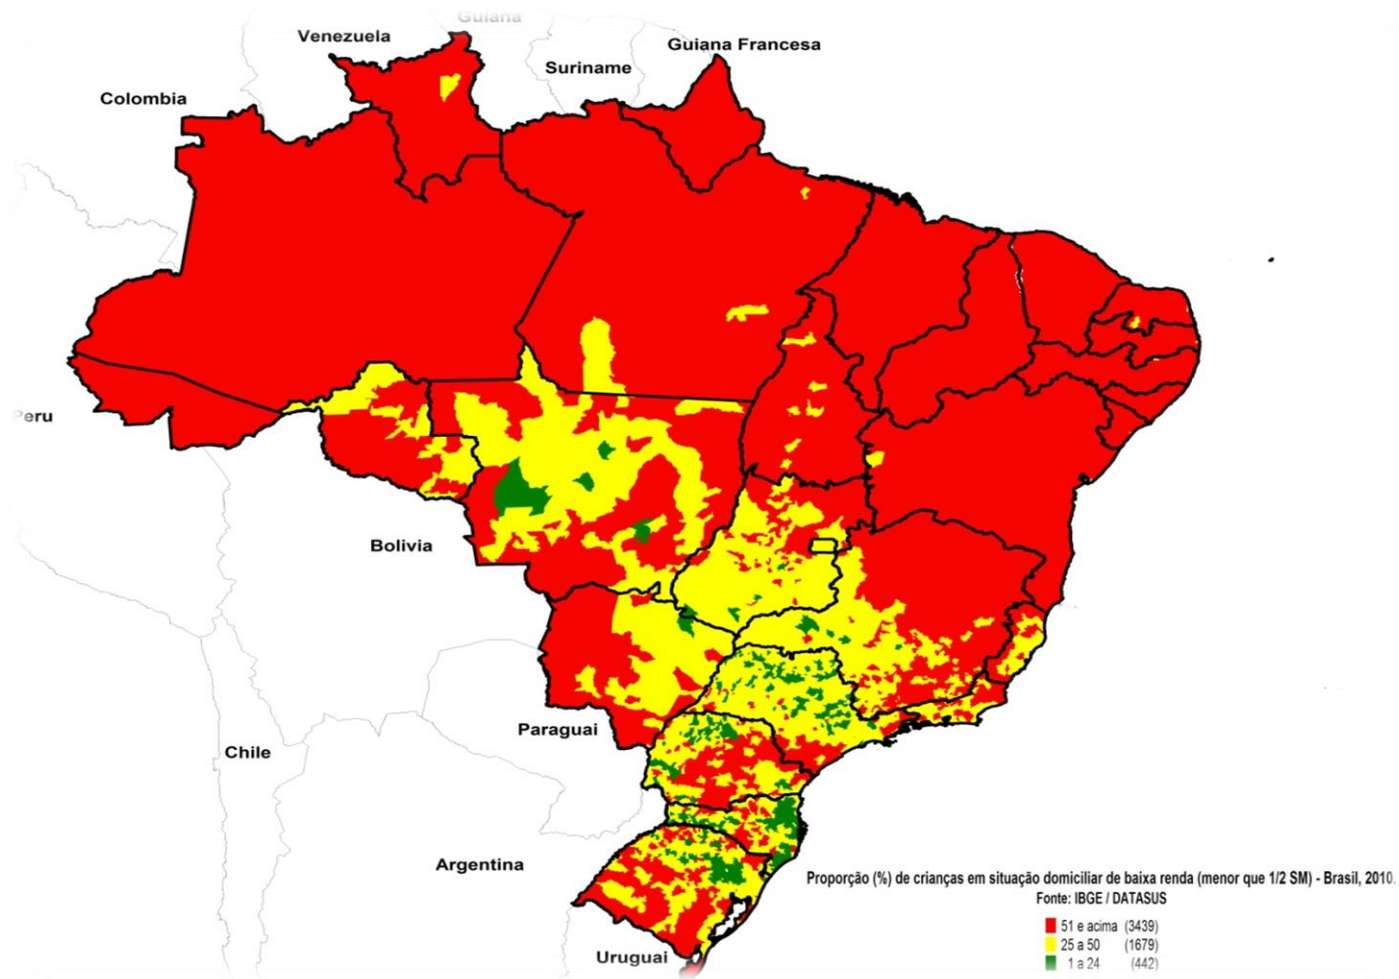 Guiana
Venezuela
Guiana Francesa
Suriname
Colombia
Peru
Bolivia
Paraguai
Chile
Argentina
Proporção (%) de crianças em situação domiciliar de baixa renda (menor que 1/2 SM) - Brasil, 2010.
Fonte: IBGE / DATASUS
51 e acima (3439)
25 a 50 (1679)
1 a 24 (442)
Uruguai